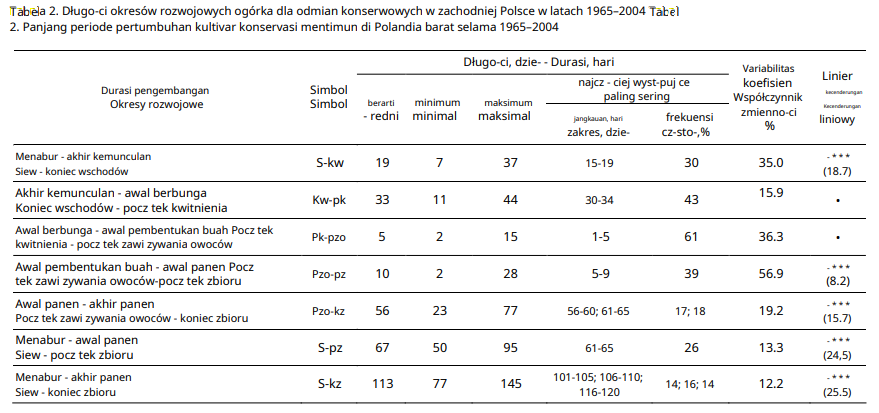 Tabela 2. Długo-ci okresów rozwojowych ogórka dla odmian konserwowych w zachodniej Polsce w latach 1965–2004 Tabel
2. Panjang periode pertumbuhan kultivar konservasi mentimun di Polandia barat selama 1965–2004
Durasi pengembangan
Okresy rozwojowe
Simbol
Simbol
Długo-ci, dzie- - Durasi, hari
berarti
- redni
minimum
minimal
maksimum
maksimal
najcz - ciej wyst-puj ce
paling sering
jangkauan, hari
zakres, dzie-
frekuensi
cz-sto-,%
Variabilitas
koefisien
Współczynnik
zmienno-ci
%
Linier
kecenderungan
Kecenderungan
liniowy
Menabur - akhir kemunculan
Siew - koniec wschodów
S-kw 19 7 37 15-19 30 35.0 - * * *
(18.7)
Akhir kemunculan - awal berbunga
Koniec wschodów - pocz tek kwitnienia
Kw-pk 33 11 44 30-34 43 15.9 •
Awal berbunga - awal pembentukan buah Pocz tek
kwitnienia - pocz tek zawi zywania owoców
Pk-pzo 5 2 15 1-5 61 36.3 •
Awal pembentukan buah - awal panen Pocz
tek zawi zywania owoców-pocz tek zbioru
Pzo-pz 10 2 28 5-9 39 56.9 - * * *
(8.2)
Awal panen - akhir panen
Pocz tek zawi zywania owoców - koniec zbioru
Pzo-kz 56 23 77 56-60; 61-65 17; 18 19.2 - * * *
(15.7)
Menabur - awal panen
Siew - pocz tek zbioru
S-pz 67 50 95 61-65 26 13.3 - * * *
(24,5)
Menabur - akhir panen
Siew - koniec zbioru
S-kz 113 77 145 101-105; 106-110;
116-120
14; 16; 14 12.2 - * * *
(25.5)